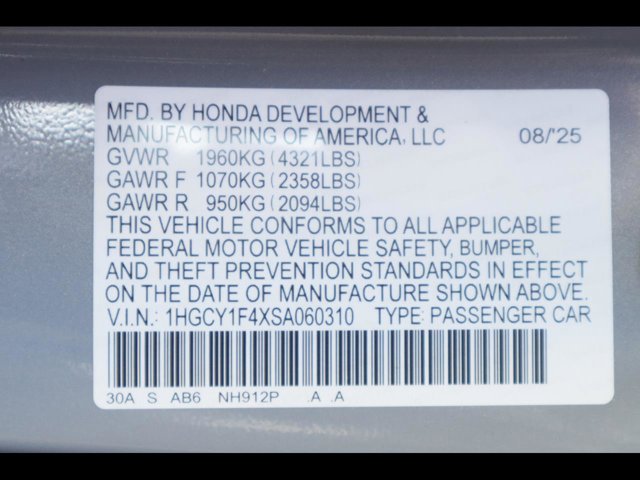 MFD. BY HONDA DEVELOPMENT &
MANUFACTURING OF AMERICA, LLC 08/'25
GVWR 1960KG (4321LBS)
GAWR F 1070KG (2358LBS)
GAWR R 950KG (2094LBS)
THIS VEHICLE CONFORMS TO ALL APPLICABLE
FEDERAL MOTOR VEHICLE SAFETY, BUMPER,
AND THEFT PREVENTION STANDARDS IN EFFECT
ON THE DATE OF MANUFACTURE SHOWN ABOVE.
V.I.N.: 1HGCY1F4XSA060310 TYPE: PASSENGER CAR
30A S AB6 NH912P .A .A